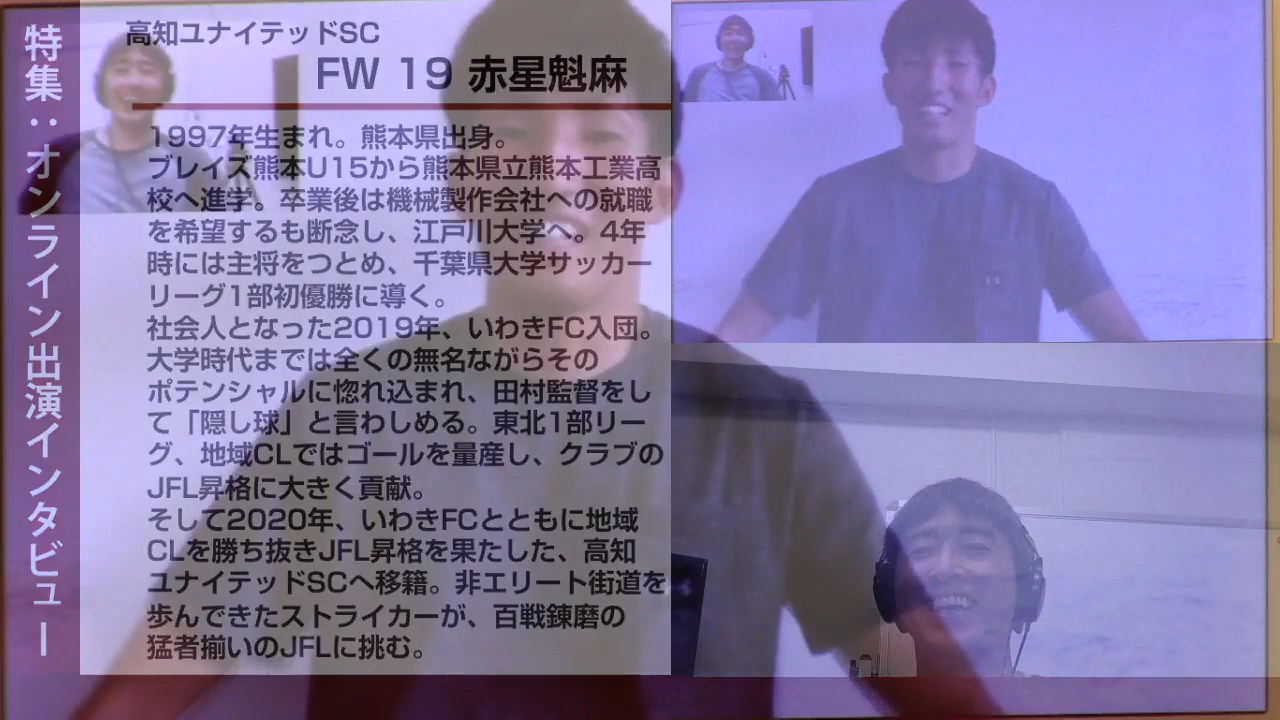 特集：オンライン出演インタビュー
高知ユナイテッドSC
FW 19 赤星魁麻
1997年生まれ。熊本県出身。
ブレイズ熊本U15から熊本県立熊本工業高
校へ進学。卒業後は機械製作会社への就職
を希望するも断念し、江戸川大学へ。4年
時には主将をつとめ、千葉県大学サッカー
リーグ1部初優勝に導く。
社会人となった2019年、いわきFC入団。
大学時代までは全くの無名ながらその
ポテンシャルに惚れ込まれ、田村監督をし
て「隠し球」と言わしめる。東北1部リー
グ、地域CLではゴールを量産し、クラブの
JFL昇格に大きく貢献。
そして2020年、いわきFCとともに地域
CLを勝ち抜きJFL昇格を果たした、高知
ユナイテッドSCへ移籍。非エリート街道を
歩んできたストライカーが、百戦錬磨の
猛者揃いのJFLに挑む。